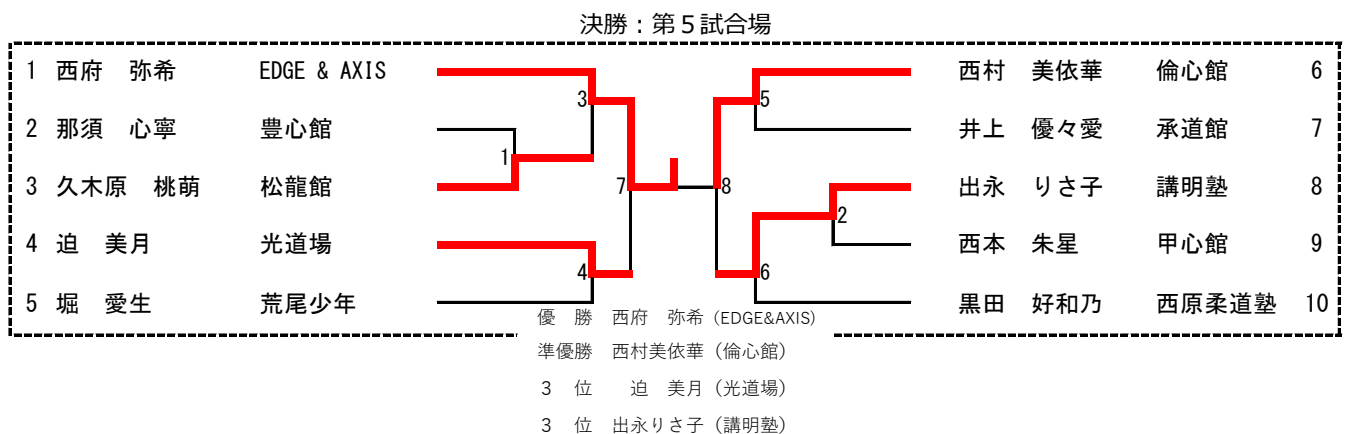 決勝：第５試合場
1 西府　弥希 EDGE & AXIS
3
5
西村　美依華 倫心館 6
2 那須　心寧 豊心館
1
井上　優々愛 承道館 7
3 久木原　桃萌 松龍館
7
8
出永　りさ子 講明塾 8
2
4 迫　美月 光道場
4
6
西本　朱星 甲心館 9
5 堀　愛生 荒尾少年
黒田　好和乃 西原柔道塾 10
優　勝　西府　弥希（EDGE&AXIS）
準優勝　西村美依華（倫心館）
３　位　　迫　美月（光道場）
３　位　出永りさ子（講明塾）